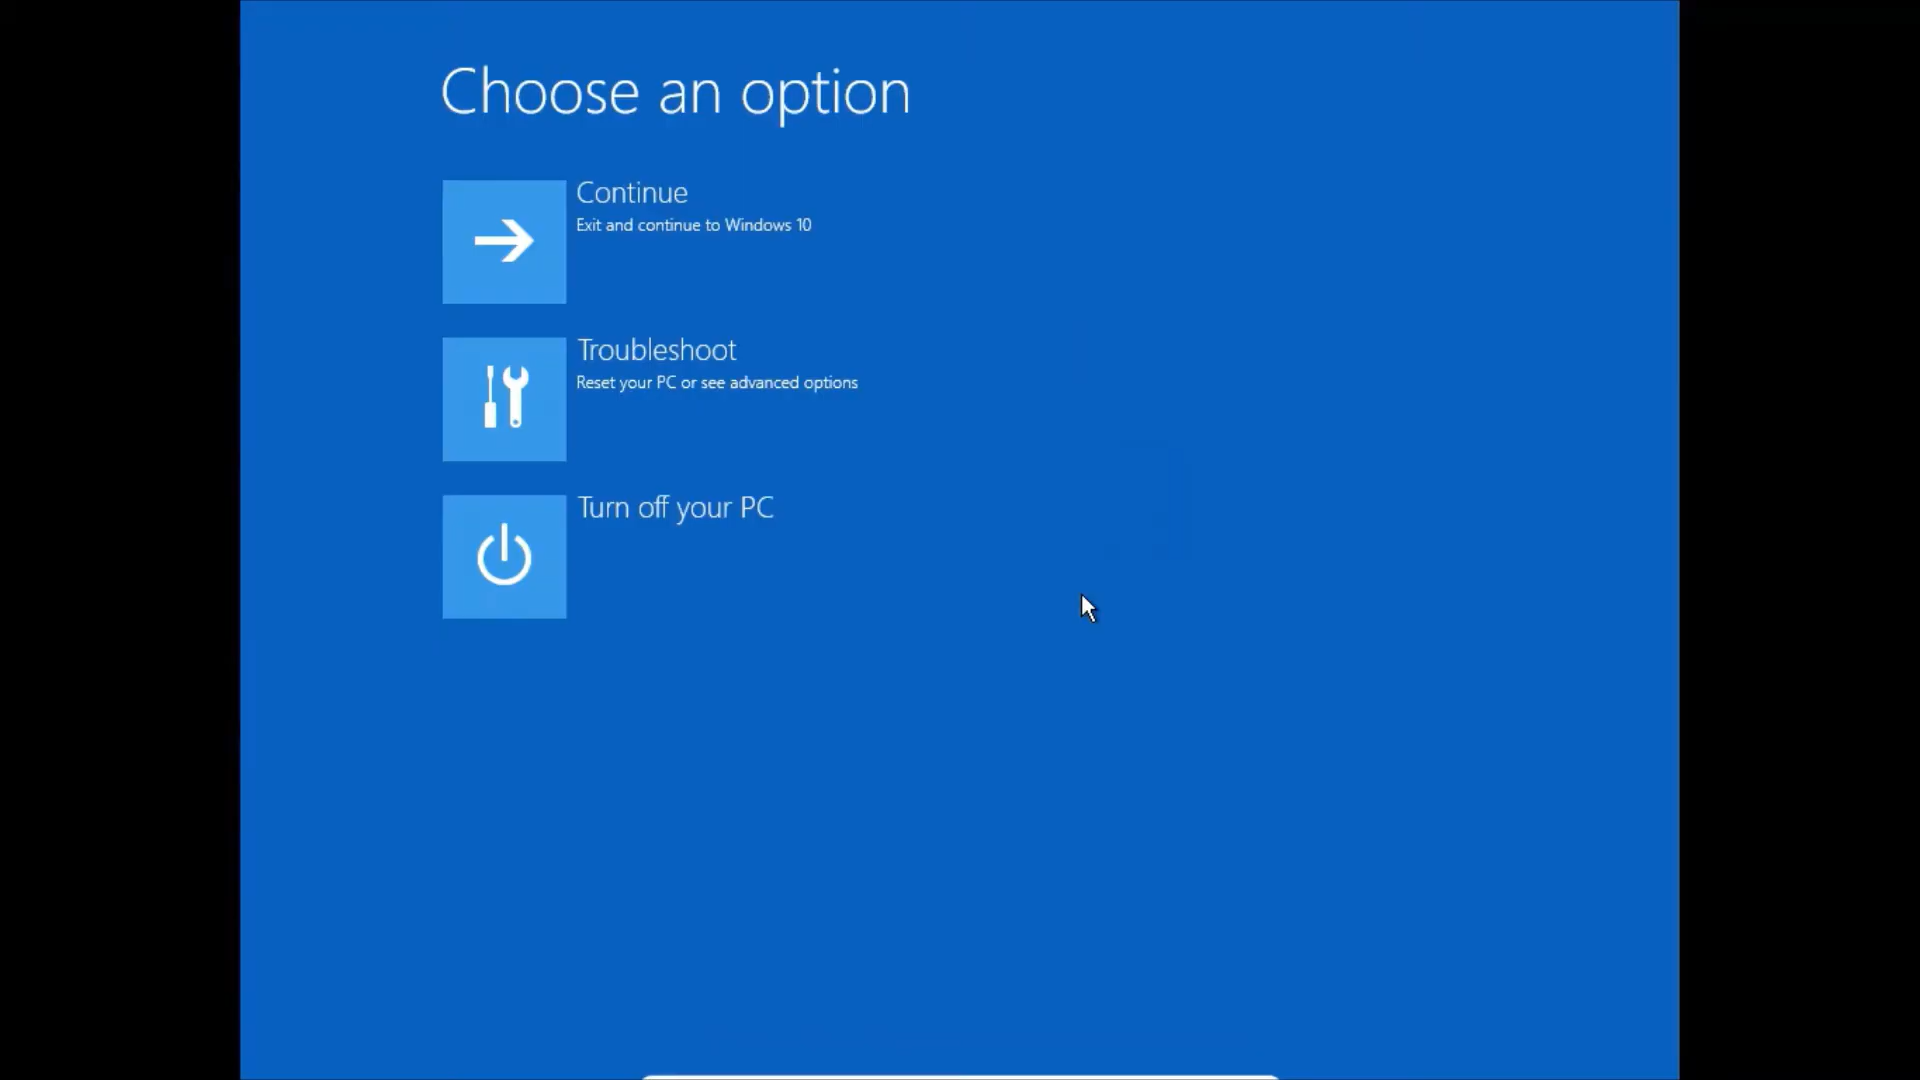 Choose an option
Continue
Exit and continue to Windows 10
Troubleshoot
Reset your PC or see advanced options
Turn off your PC